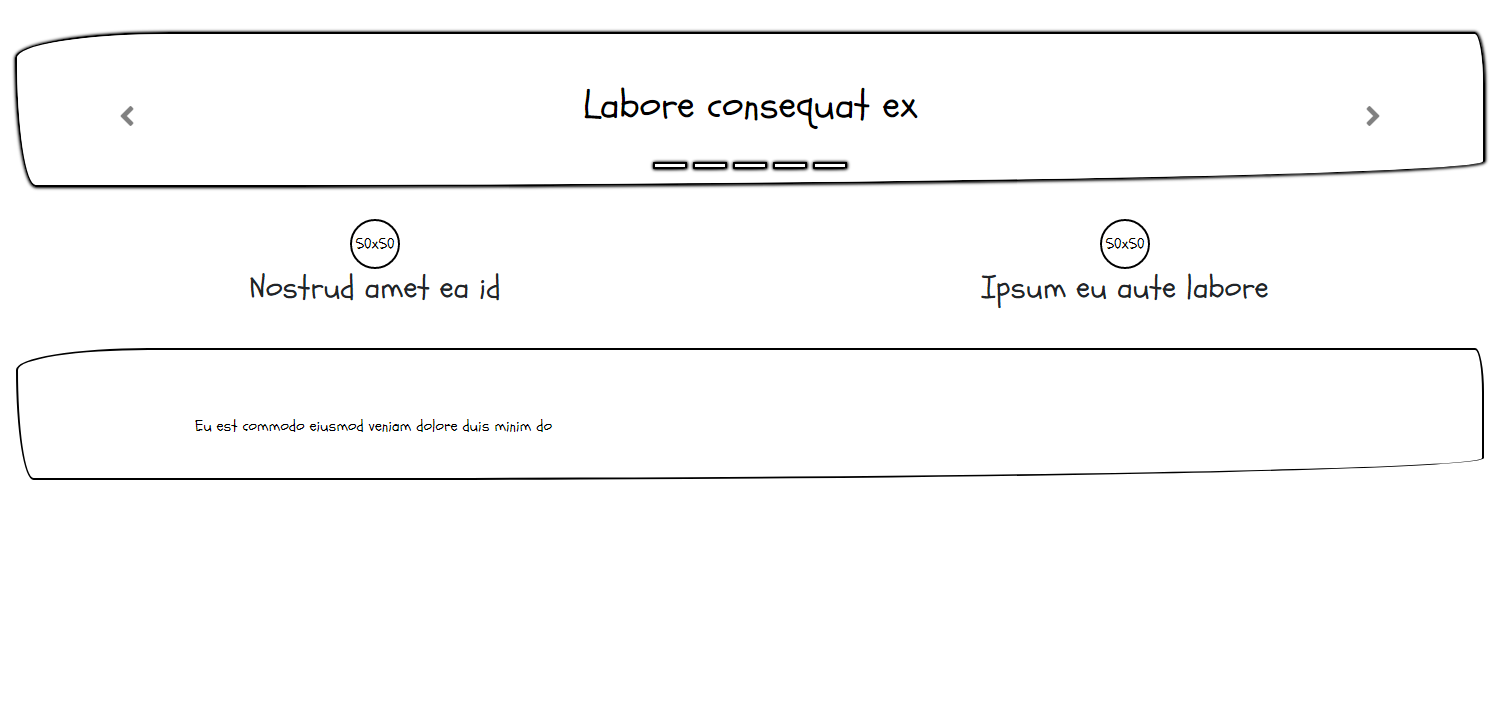 Labore consequat ex
50x50
50x50
Nostrud amet ea id
Ipsum eu aute labore
Eu est commodo eiusmod veniam dolore duis minim do